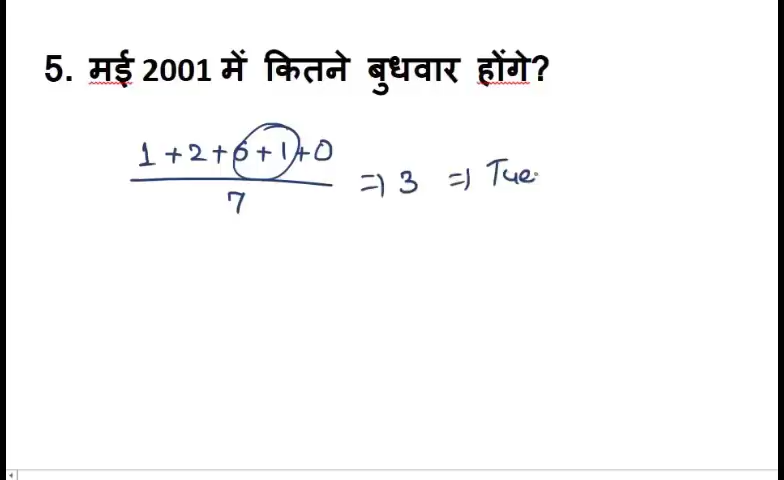 5. मई 2001 में कितने बुधवार होंगे?
1+2+6+1+0
7
⇒ 3 ⇒ Tue.